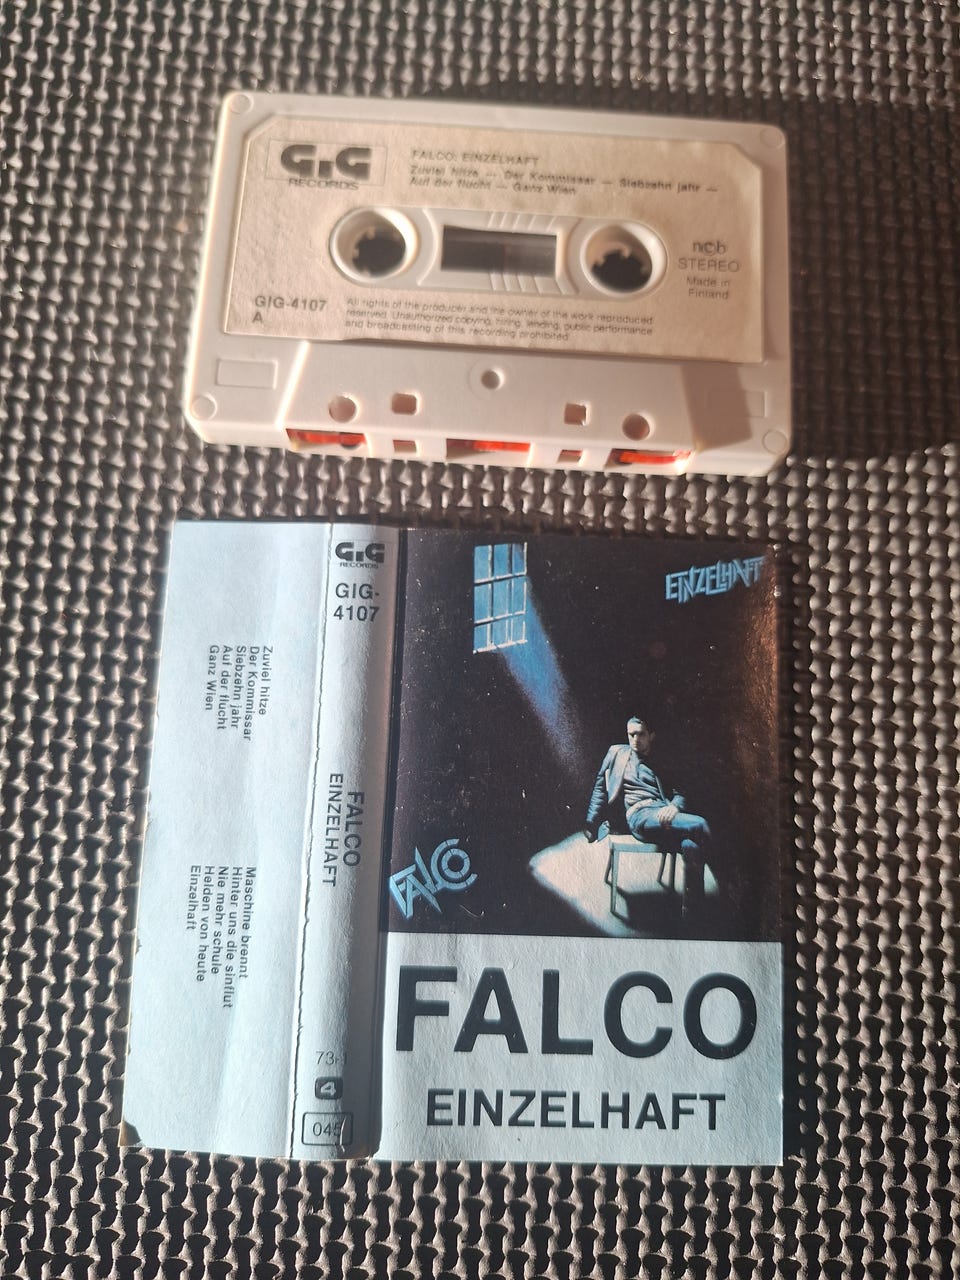 GiG
RECORDS
FALCO: EINZELHAFT
Zuviel hitze — Der Kommissar — Siebzehn jahr —
Auf der flucht — Ganz Wien
ncb
STEREO
Made in
Finland
GIG-4107
A
All rights of the producer and the owner of the work reproduced
reserved. Unauthorized copying, hiring, lending, public performance
and broadcasting of this recording prohibited
GiG
RECORDS
GIG-
4107
FALCO
EINZELHAFT
4
045
Zuviel hitze
Der Kommissar
Siebzehn jahr
Auf der flucht
Ganz Wien
Maschine brennt
Hinter uns die sinflut
Nie mehr schule
Helden von heute
Einzelhaft
EINZELHAFT
FALCO
FALCO
EINZELHAFT